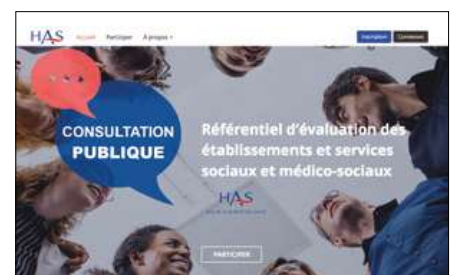 HAS
Accueil Participer A propos
Inscription Connexion
CONSULTATION
PUBLIQUE
Référentiel d'évaluation des
établissements et services
sociaux et médico-sociaux
HAS
PARTICIPER